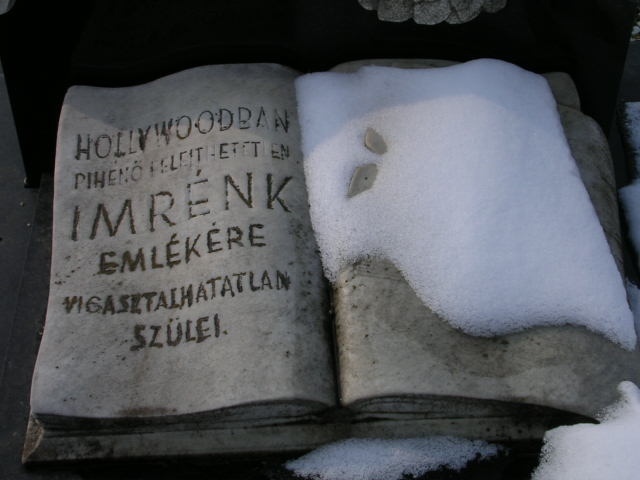 HOLLYWOODBAN
PIHENŐ FELEJTHETETLEN
IMRÉNK
EMLÉKÉRE
VIGASZTALHATATLAN
SZÜLEI.